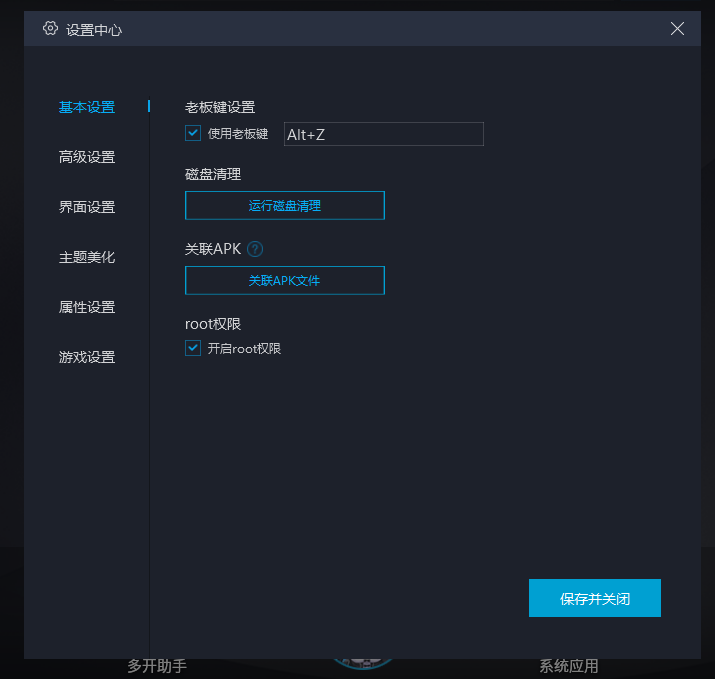 设置中心
基本设置
高级设置
界面设置
主题美化
属性设置
游戏设置
老板键设置
使用老板键 Alt+Z
磁盘清理
运行磁盘清理
关联APK ?
关联APK文件
root权限
开启root权限
保存并关闭
多开助手 系统应用